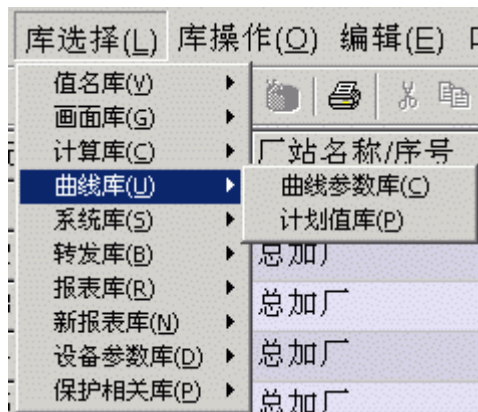 库选择(L) 库操作(O) 编辑(E)
值名库(V)
画面库(G)
计算库(C)
厂站名称/序号
曲线库(U)
曲线参数库(C)
系统库(S)
计划值库(P)
转发库(B)
总加厂
报表库(R)
总加厂
新报表库(N)
设备参数库(D)
总加厂
保护相关库(P)
总加厂